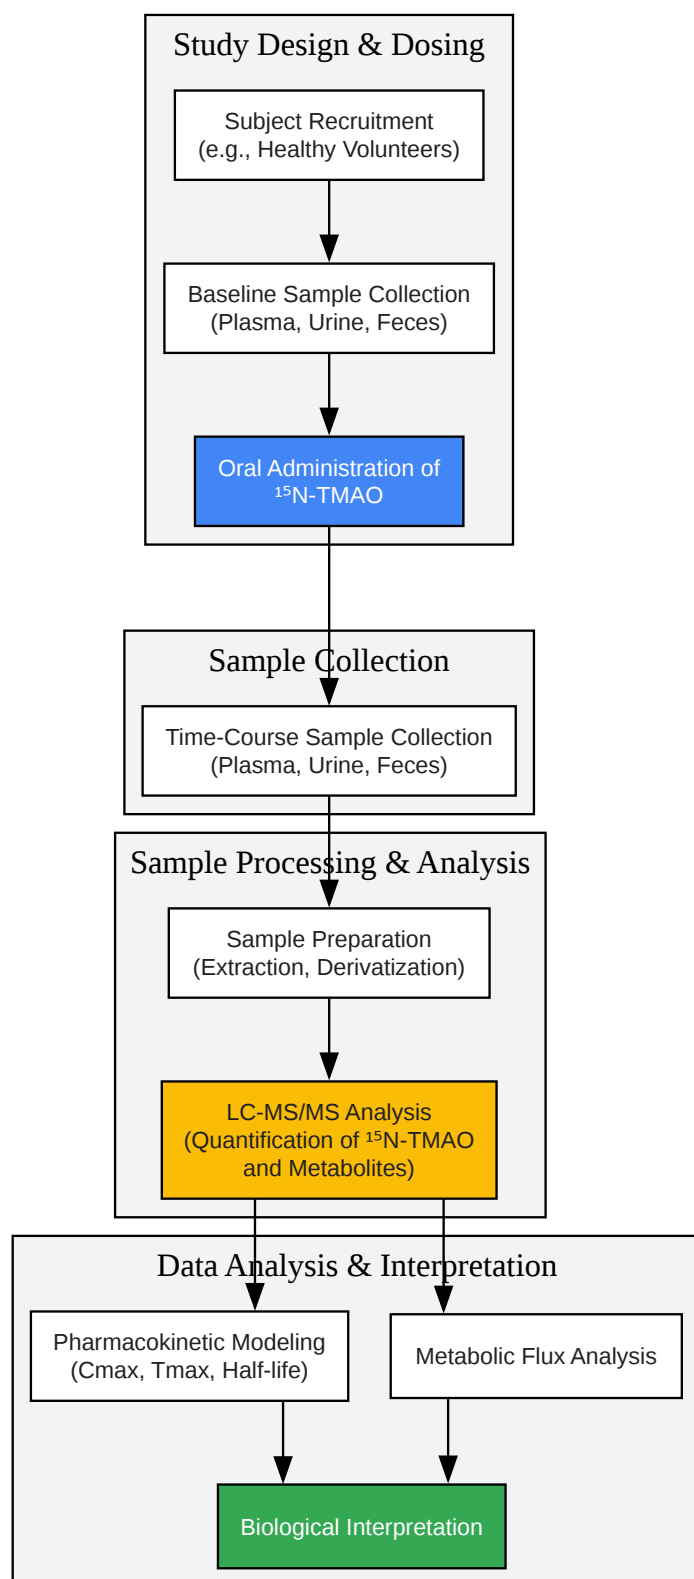 Study Design & Dosing
Subject Recruitment
(e.g., Healthy Volunteers)
Baseline Sample Collection
(Plasma, Urine, Feces)
Oral Administration of
¹⁵N-TMAO
Sample Collection
Time-Course Sample Collection
(Plasma, Urine, Feces)
Sample Processing & Analysis
Sample Preparation
(Extraction, Derivatization)
LC-MS/MS Analysis
(Quantification of ¹⁵N-TMAO
and Metabolites)
Data Analysis & Interpretation
Pharmacokinetic Modeling
(Cmax, Tmax, Half-life)
Metabolic Flux Analysis
Biological Interpretation